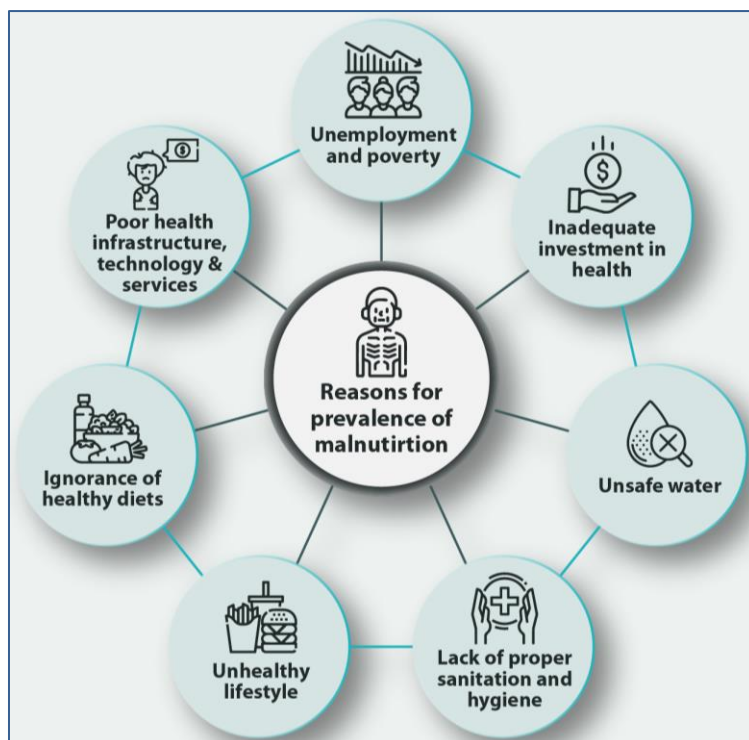 Unemployment
and poverty
Inadequate
investment in
health
Unsafe water
Lack of proper
sanitation and
hygiene
Unhealthy
lifestyle
Ignorance of
healthy diets
Poor health
infrastructure,
technology &
services
Reasons for
prevalence of
malnutirtion
$
$